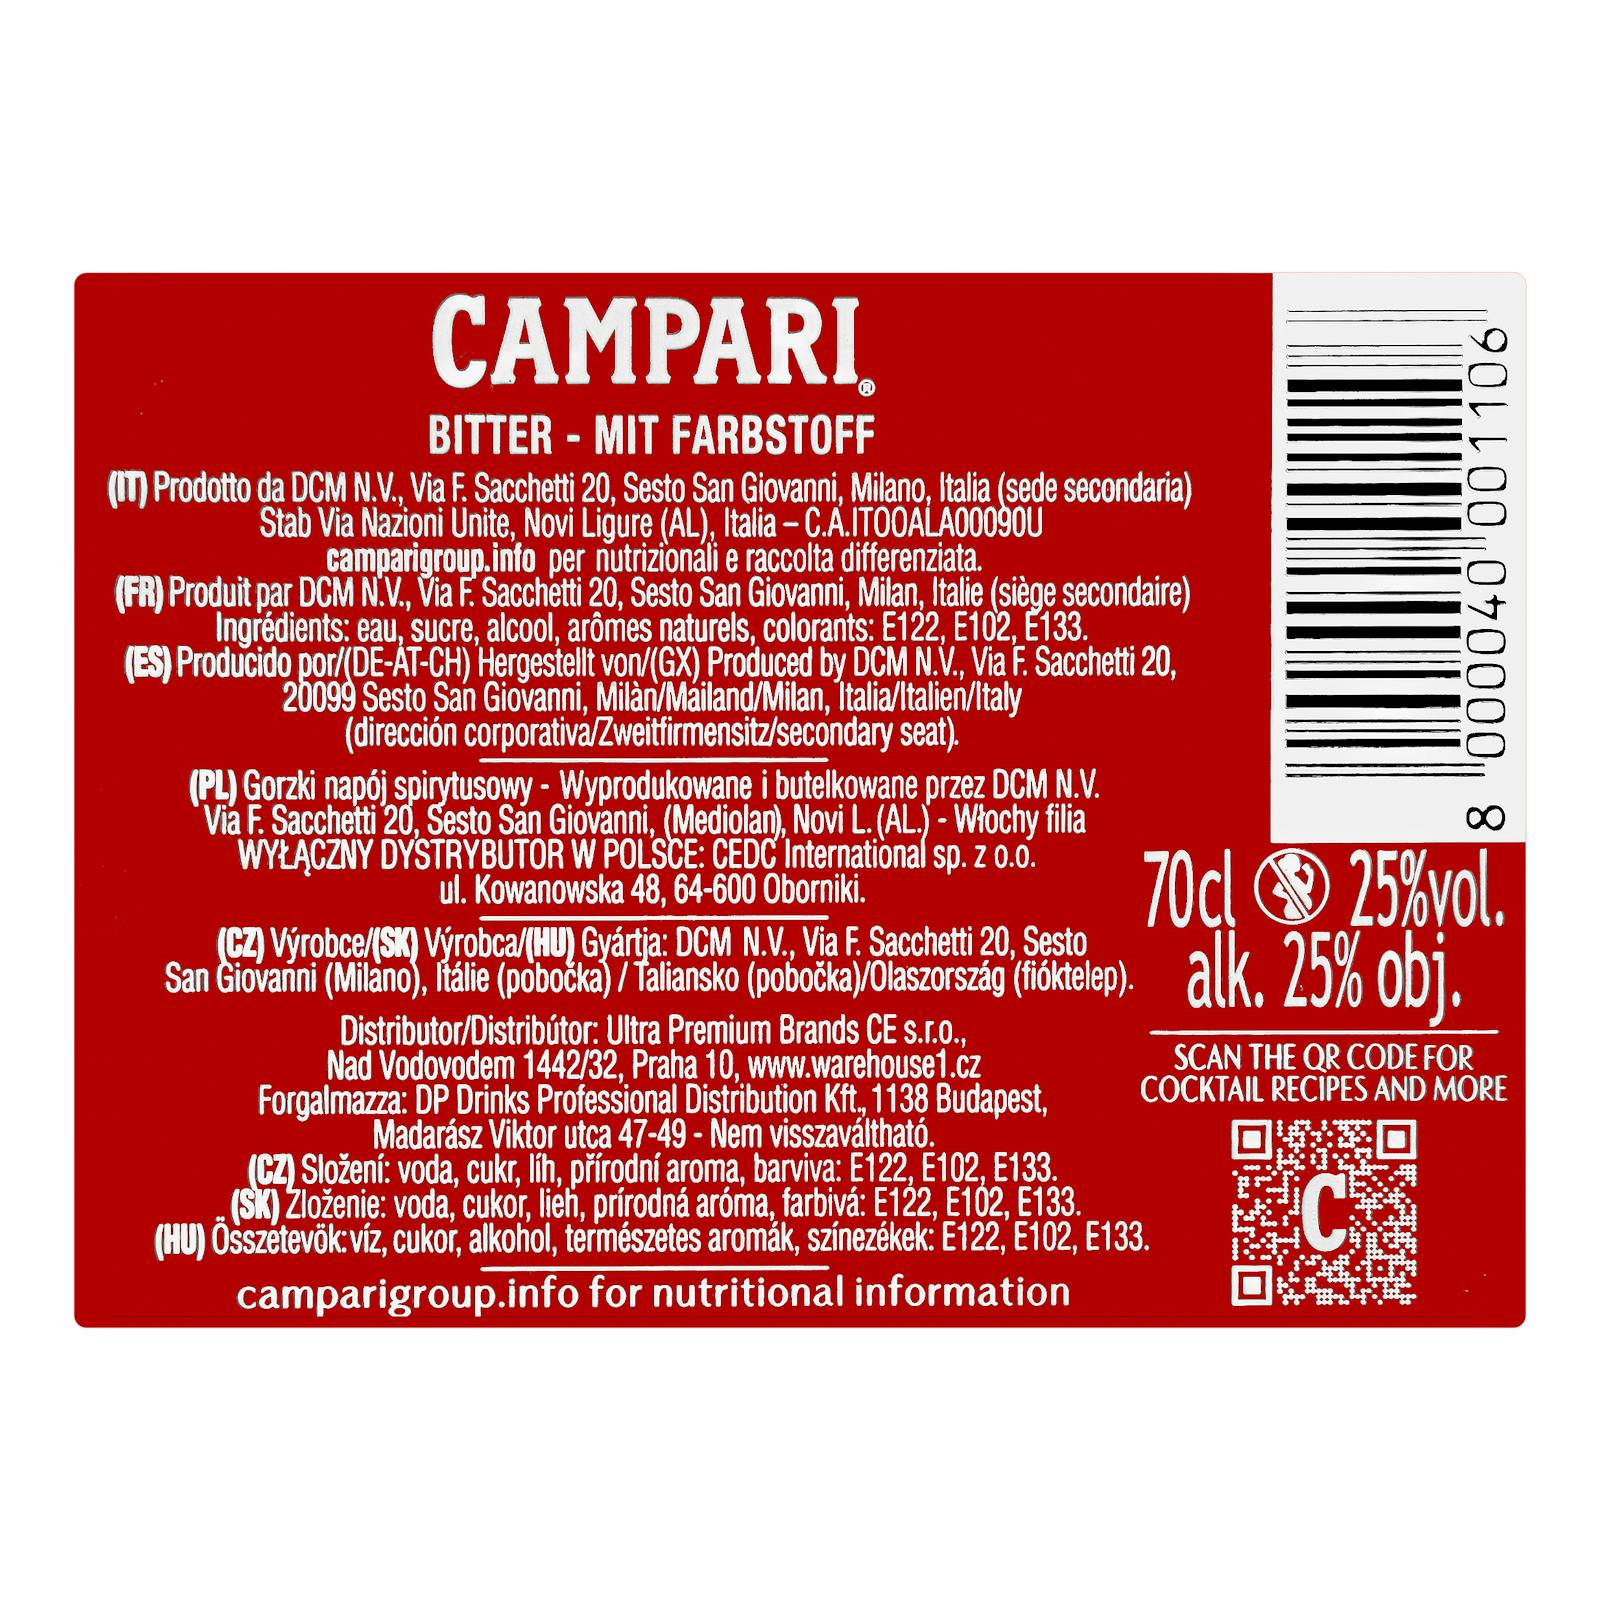 CAMPARI®
BITTER - MIT FARBSTOFF
(IT) Prodotto da DCM N.V., Via F. Sacchetti 20, Sesto San Giovanni, Milano, Italia (sede secondaria)
Stab Via Nazioni Unite, Novi Ligure (AL), Italia – C.A.IT00ALA00090U
camparigroup.info per nutrizionali e raccolta differenziata.
(FR) Produit par DCM N.V., Via F. Sacchetti 20, Sesto San Giovanni, Milan, Italie (siège secondaire)
Ingrédients: eau, sucre, alcool, arômes naturels, colorants: E122, E102, E133.
(ES) Producido por/(DE-AT-CH) Hergestellt von/(GX) Produced by DCM N.V., Via F. Sacchetti 20,
20099 Sesto San Giovanni, Milàn/Mailand/Milan, Italia/Italien/Italy
(dirección corporativa/Zweitfirmensitz/secondary seat).
(PL) Gorzki napój spirytusowy - Wyprodukowane i butelkowane przez DCM N.V.
Via F. Sacchetti 20, Sesto San Giovanni, (Mediolan), Novi L. (AL.) - Włochy filia
WYŁĄCZNY DYSTRYBUTOR W POLSCE: CEDC International sp. z o.o.
ul. Kowanowska 48, 64-600 Oborniki.
(CZ) Výrobce/(SK) Výrobca/(HU) Gyártja: DCM N.V., Via F. Sacchetti 20, Sesto
San Giovanni (Milano), Itálie (pobočka) / Taliansko (pobočka)/Olaszország (fióktelep).
Distributor/Distribútor: Ultra Premium Brands CE s.r.o.,
Nad Vodovodem 1442/32, Praha 10, www.warehouse1.cz
Forgalmazza: DP Drinks Professional Distribution Kft., 1138 Budapest,
Madarász Viktor utca 47-49 - Nem visszaváltható.
(CZ) Složení: voda, cukr, líh, přírodní aroma, barviva: E122, E102, E133.
(SK) Zloženie: voda, cukor, lieh, prírodná aróma, farbivá: E122, E102, E133.
(HU) Összetevök: víz, cukor, alkohol, természetes aromák, színezékek: E122, E102, E133.
camparigroup.info for nutritional information
8 000040 001106
70cl 25%vol.
alk. 25% obj.
SCAN THE QR CODE FOR
COCKTAIL RECIPES AND MORE
C